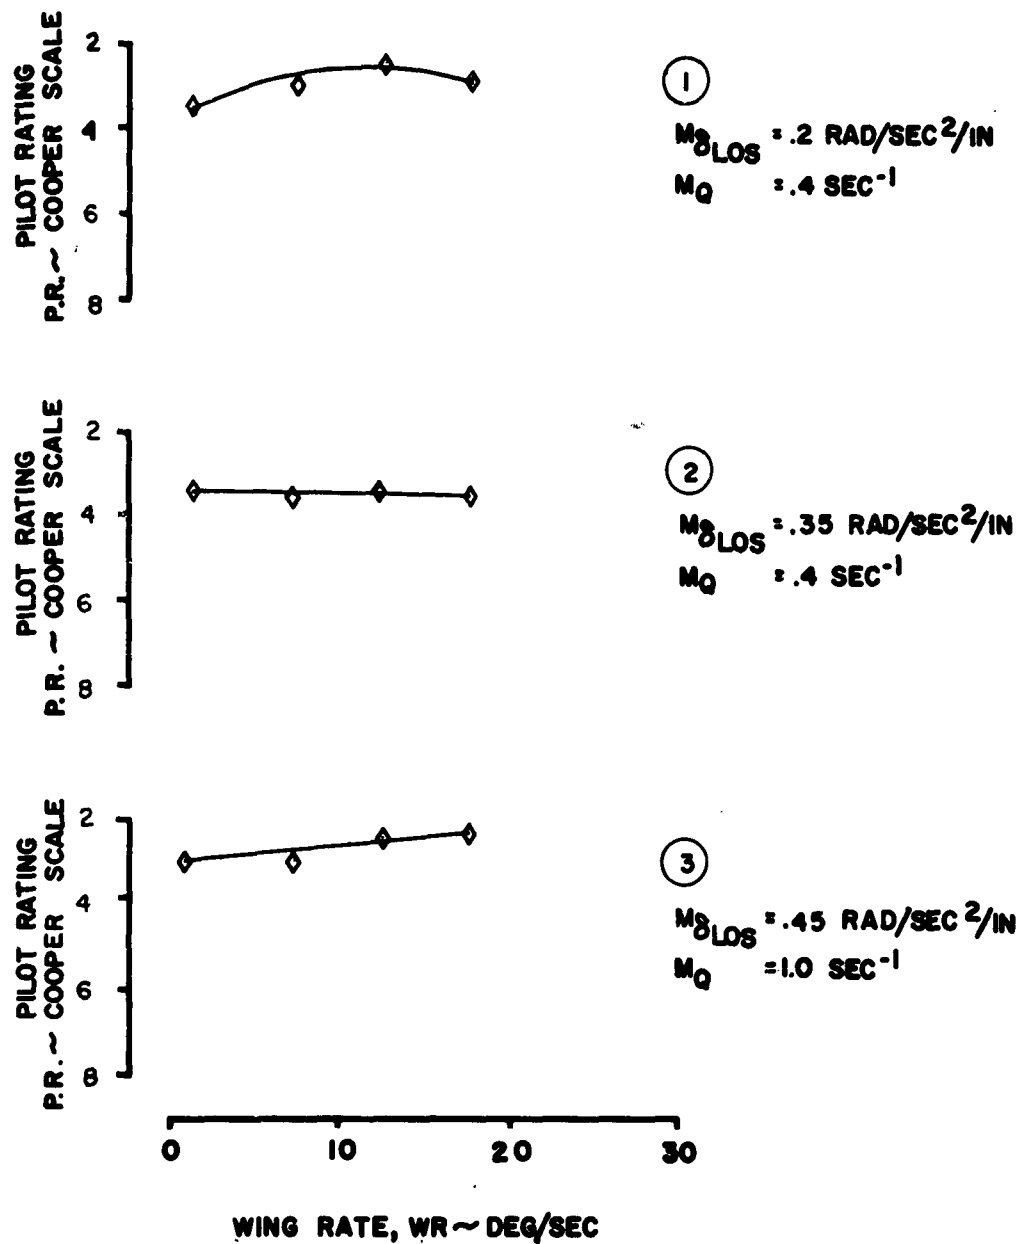 PILOT RATING
P.R. ~ COOPER SCALE
2
4
6
8
1
Mδ LOS = .2 RAD/SEC²/IN
MQ = .4 SEC⁻¹
PILOT RATING
P.R. ~ COOPER SCALE
2
4
6
8
2
Mδ LOS = .35 RAD/SEC²/IN
MQ = .4 SEC⁻¹
PILOT RATING
P.R. ~ COOPER SCALE
2
4
6
8
3
Mδ LOS = .45 RAD/SEC²/IN
MQ = 1.0 SEC⁻¹
0 10 20 30
WING RATE, WR ~ DEG/SEC